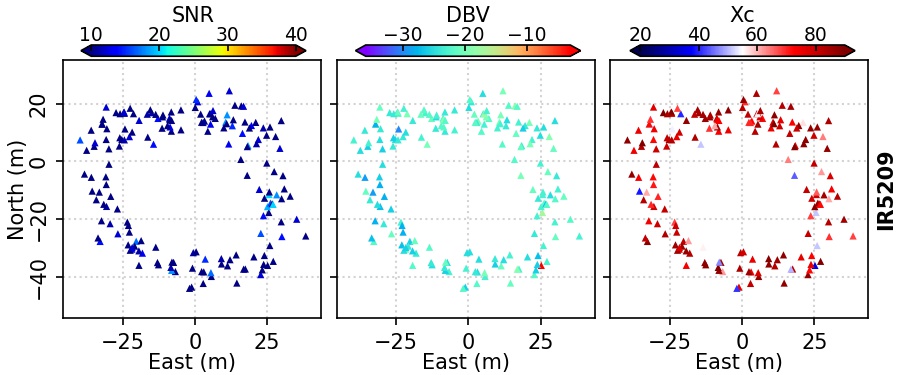 SNR DBV Xc
10 20 30 40 −30 −20 −10 20 40 60 80
20
0
−20
−40
North (m)
IR5209
−25 0 25 −25 0 25 −25 0 25
East (m) East (m) East (m)